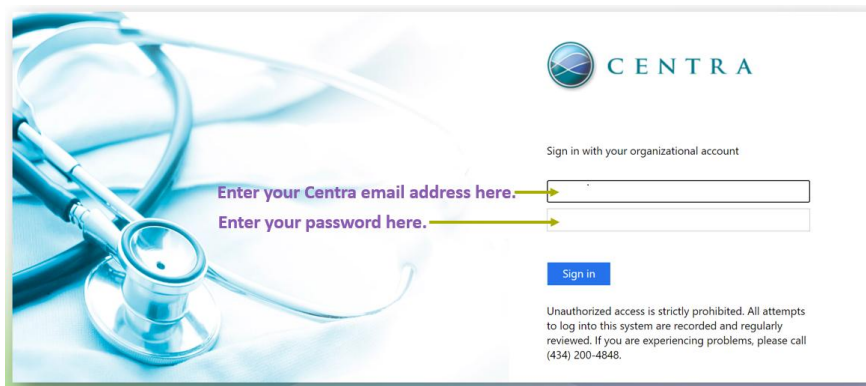 CENTRA
Sign in with your organizational account
Enter your Centra email address here.
Enter your password here.
Sign in
Unauthorized access is strictly prohibited. All attempts
to log into this system are recorded and regularly
reviewed. If you are experiencing problems, please call
(434) 200-4848.